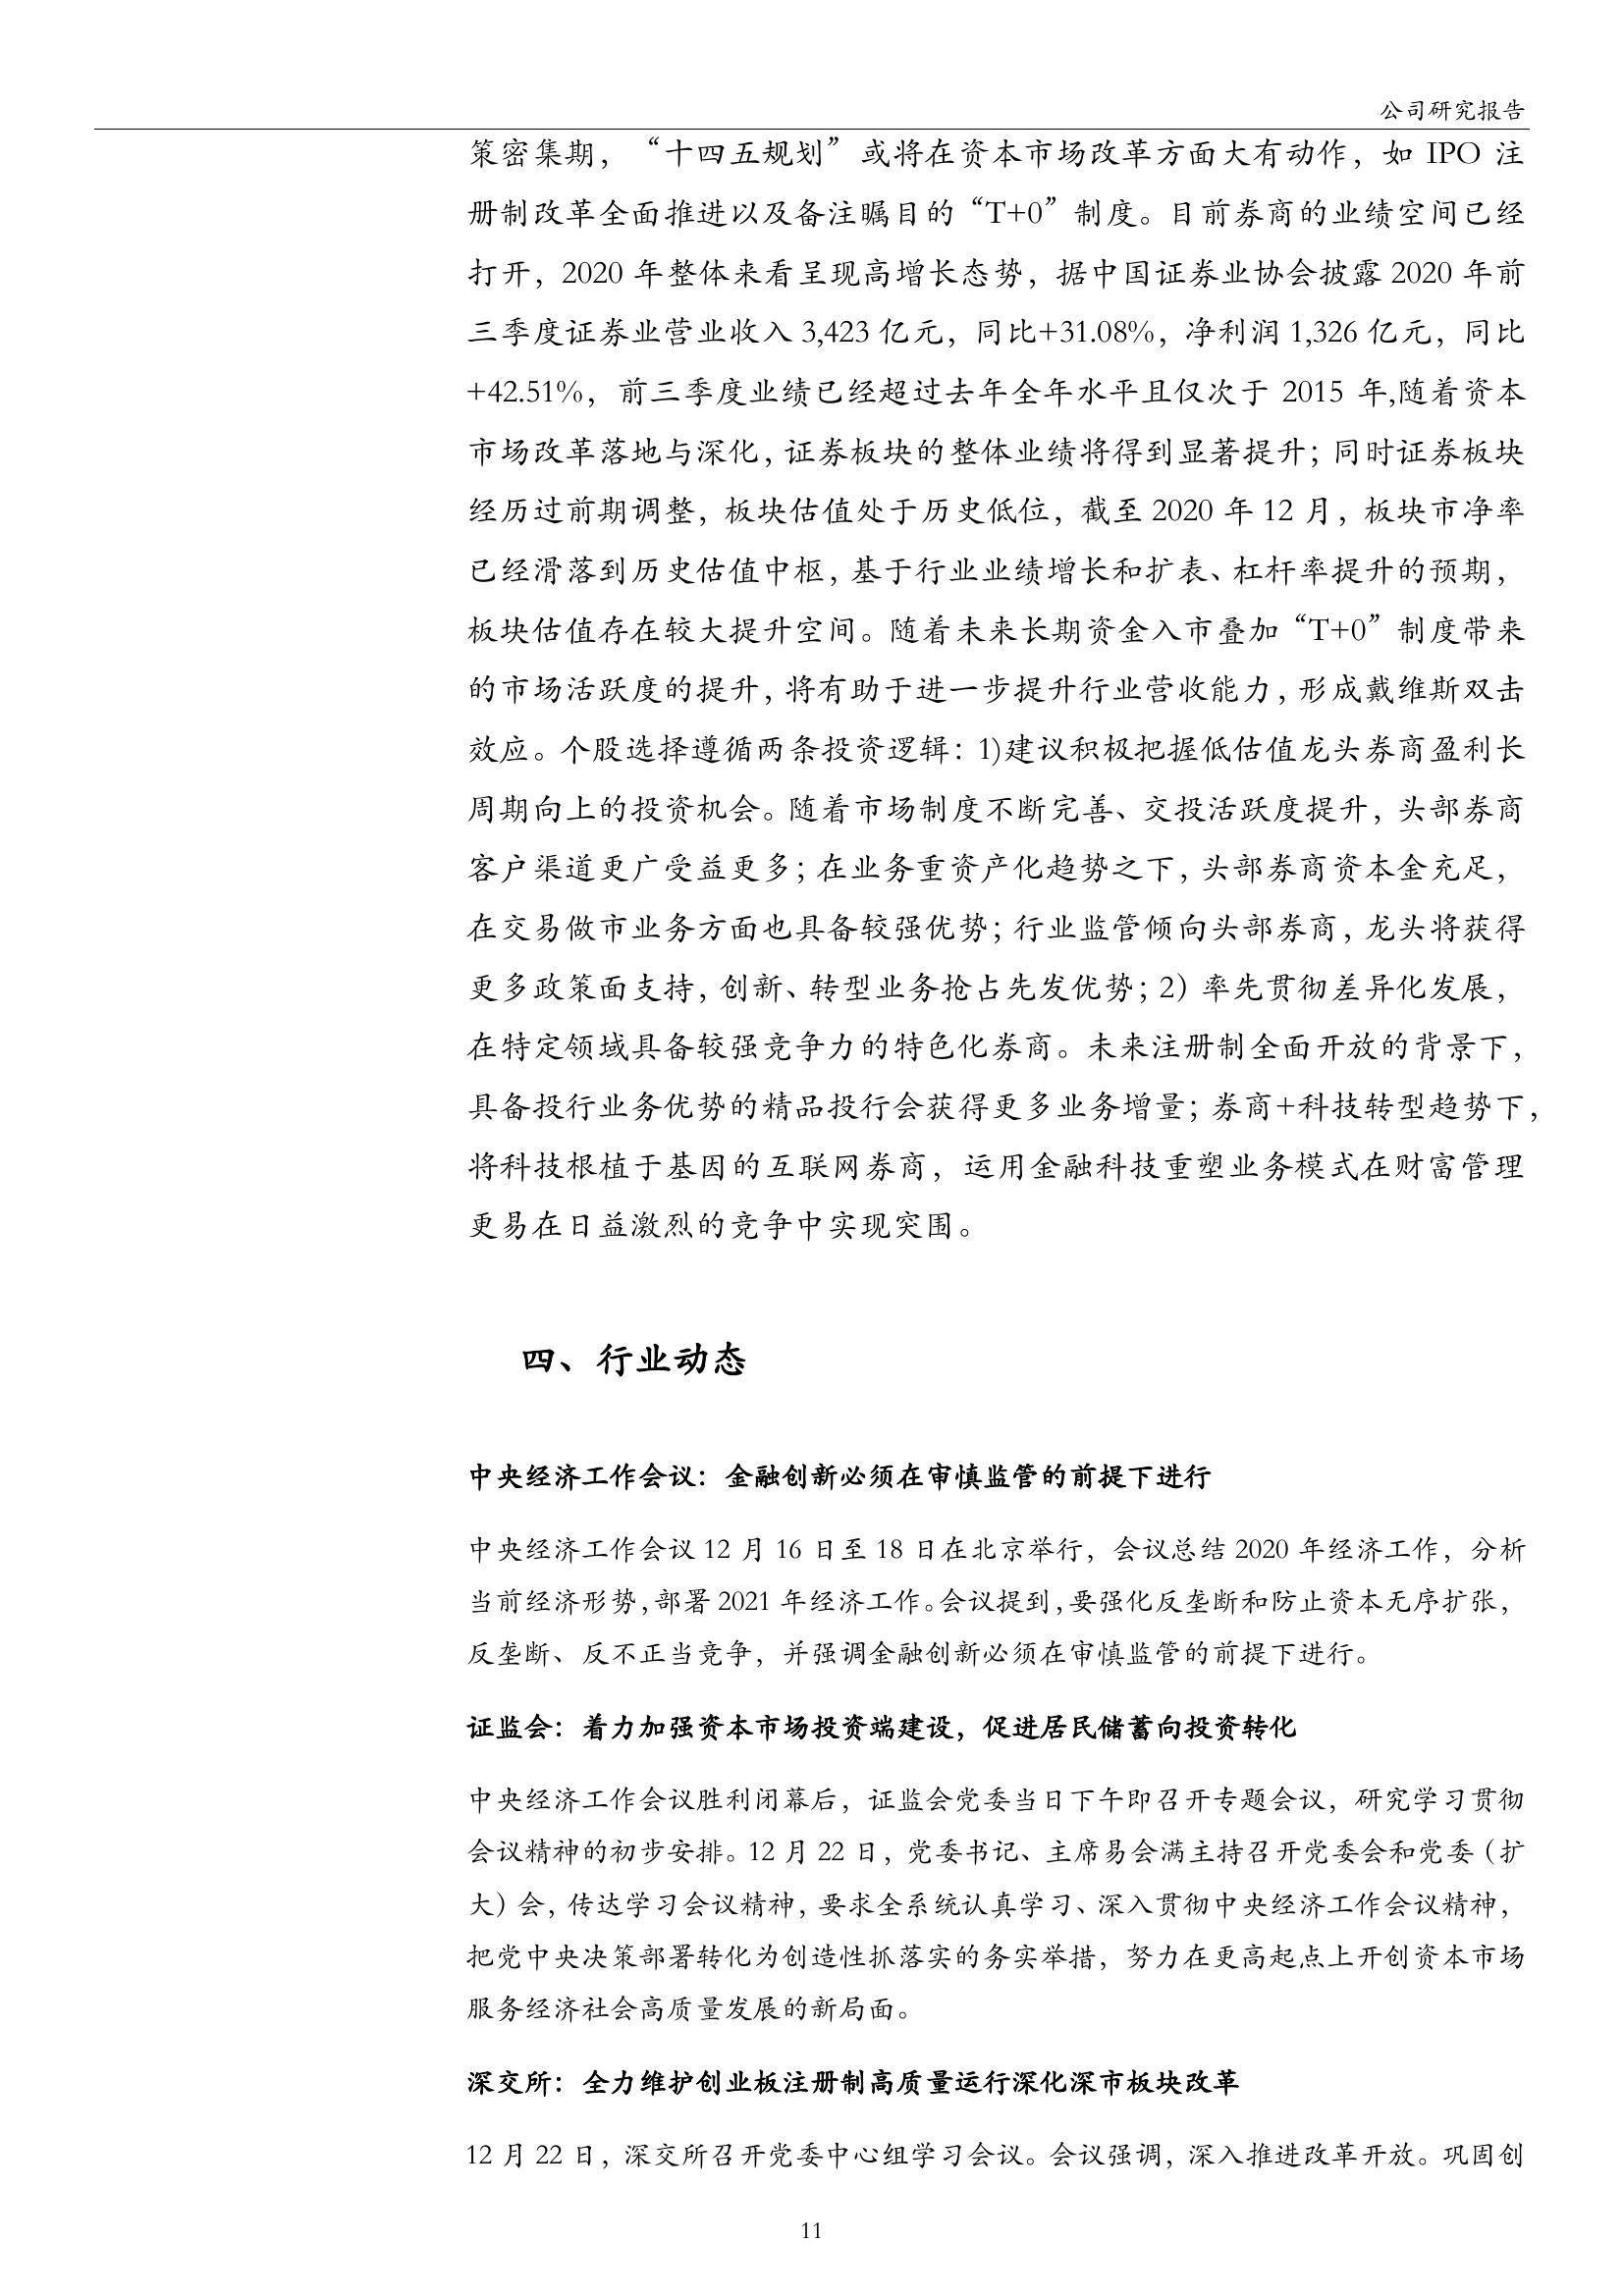 公司研究报告
策密集期，“十四五规划”或将在资本市场改革方面大有动作，如 IPO 注
册制改革全面推进以及备注瞩目的“T+0”制度。目前券商的业绩空间已经
打开，2020 年整体来看呈现高增长态势，据中国证券业协会披露 2020 年前
三季度证券业营业收入 3,423 亿元，同比+31.08%，净利润 1,326 亿元，同比
+42.51%，前三季度业绩已经超过去年全年水平且仅次于 2015 年,随着资本
市场改革落地与深化，证券板块的整体业绩将得到显著提升；同时证券板块
经历过前期调整，板块估值处于历史低位，截至 2020 年 12 月，板块市净率
已经滑落到历史估值中枢，基于行业业绩增长和扩表、杠杆率提升的预期，
板块估值存在较大提升空间。随着未来长期资金入市叠加“T+0”制度带来
的市场活跃度的提升，将有助于进一步提升行业营收能力，形成戴维斯双击
效应。个股选择遵循两条投资逻辑：1)建议积极把握低估值龙头券商盈利长
周期向上的投资机会。随着市场制度不断完善、交投活跃度提升，头部券商
客户渠道更广受益更多；在业务重资产化趋势之下，头部券商资本金充足，
在交易做市业务方面也具备较强优势；行业监管倾向头部券商，龙头将获得
更多政策面支持，创新、转型业务抢占先发优势；2）率先贯彻差异化发展，
在特定领域具备较强竞争力的特色化券商。未来注册制全面开放的背景下，
具备投行业务优势的精品投行会获得更多业务增量；券商+科技转型趋势下，
将科技根植于基因的互联网券商，运用金融科技重塑业务模式在财富管理
更易在日益激烈的竞争中实现突围。
四、行业动态
中央经济工作会议：金融创新必须在审慎监管的前提下进行
中央经济工作会议 12 月 16 日至 18 日在北京举行，会议总结 2020 年经济工作，分析
当前经济形势，部署 2021 年经济工作。会议提到，要强化反垄断和防止资本无序扩张，
反垄断、反不正当竞争，并强调金融创新必须在审慎监管的前提下进行。
证监会：着力加强资本市场投资端建设，促进居民储蓄向投资转化
中央经济工作会议胜利闭幕后，证监会党委当日下午即召开专题会议，研究学习贯彻
会议精神的初步安排。12 月 22 日，党委书记、主席易会满主持召开党委会和党委（扩
大）会，传达学习会议精神，要求全系统认真学习、深入贯彻中央经济工作会议精神，
把党中央决策部署转化为创造性抓落实的务实举措，努力在更高起点上开创资本市场
服务经济社会高质量发展的新局面。
深交所：全力维护创业板注册制高质量运行深化深市板块改革
12 月 22 日，深交所召开党委中心组学习会议。会议强调，深入推进改革开放。巩固创
11